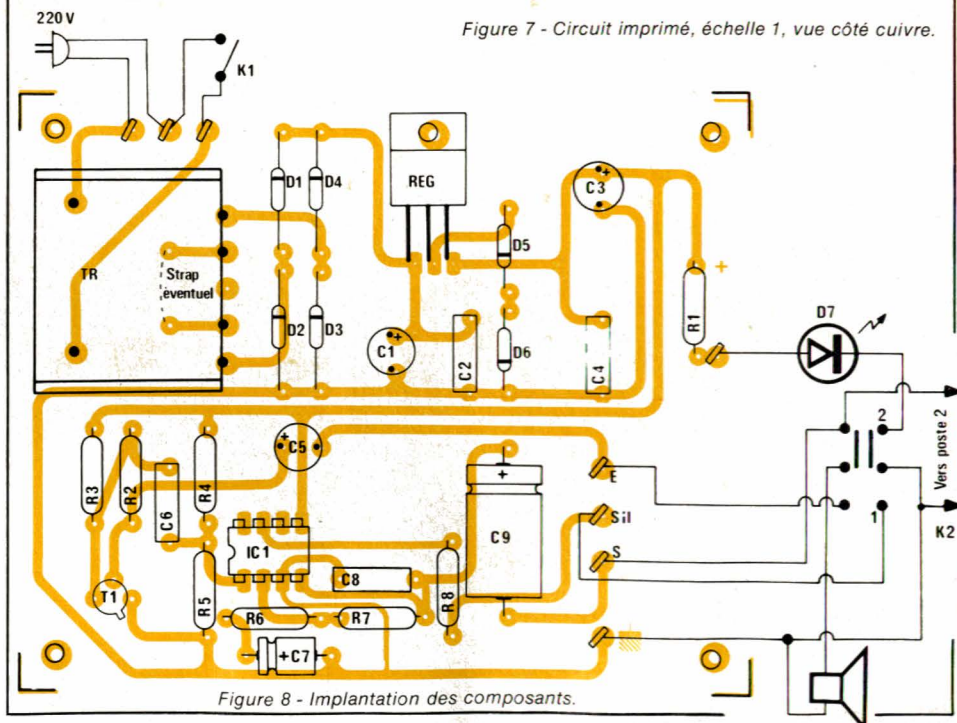 220 V
Figure 7 - Circuit imprimé, échelle 1, vue côté cuivre.
K1
D1
D4
REG
C3
D5
TR
Strap
éventuel
R1
+
D7
D2
D3
C1
+
C2
D6
C4
2
Vers poste 2
R3
R2
C6
R4
+
C5
E
+
C9
Sil
1
K2
IC1
S
T1
R5
C8
R8
R6
R7
+C7
Figure 8 - Implantation des composants.